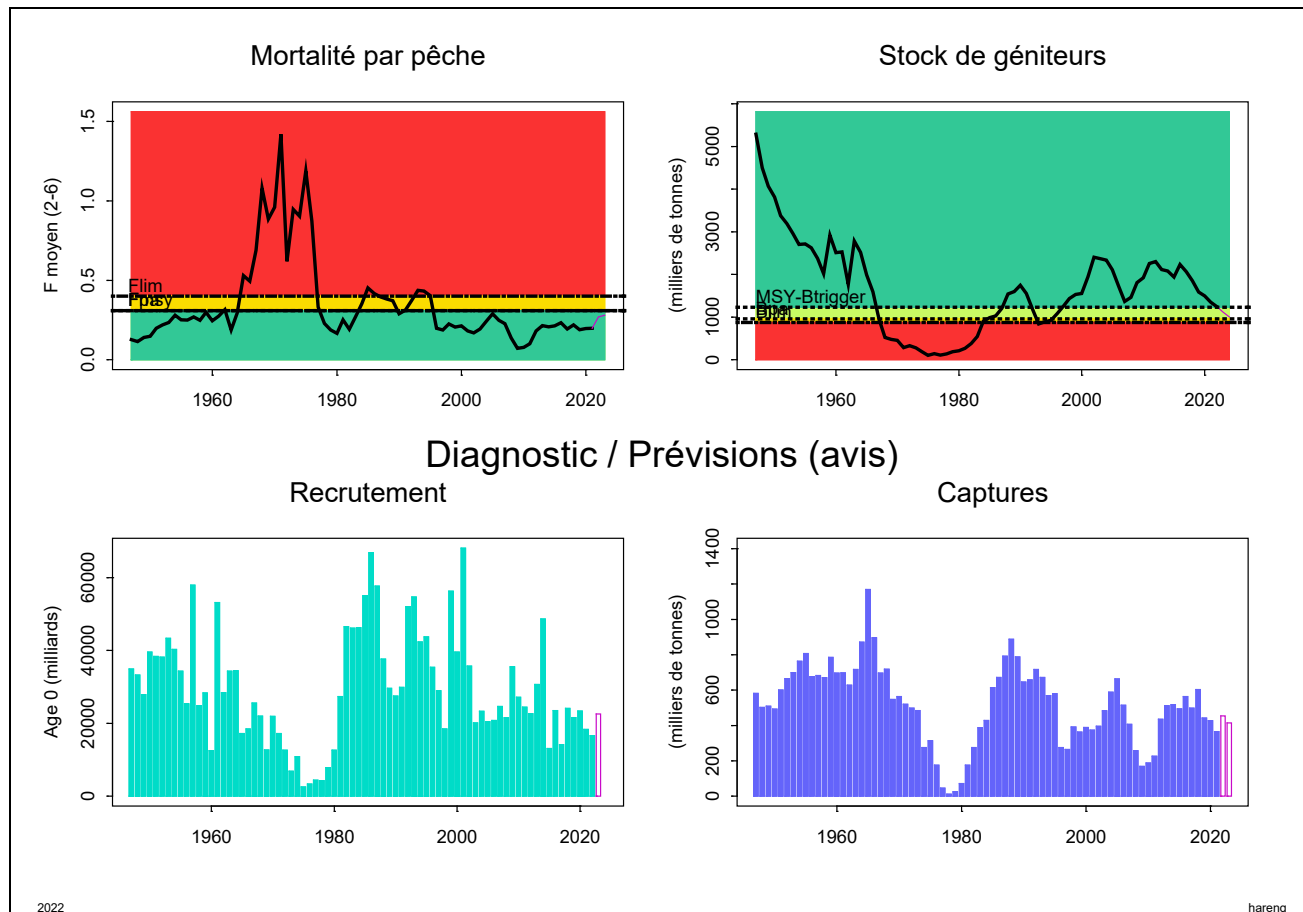 Mortalité par pêche
F moyen (2-6)
1.5
1.0
0.5
0.0
Flim
1960
1980
2000
2020
Stock de géniteurs
(milliers de tonnes)
5000
3000
1000
0
MSY-Btrigger
1960
1980
2000
2020
Diagnostic / Prévisions (avis)
Recrutement
Age 0 (milliards)
60000
40000
20000
0
1960
1980
2000
2020
Captures
(milliers de tonnes)
1400
1000
600
200
0
1960
1980
2000
2020
2022
hareng